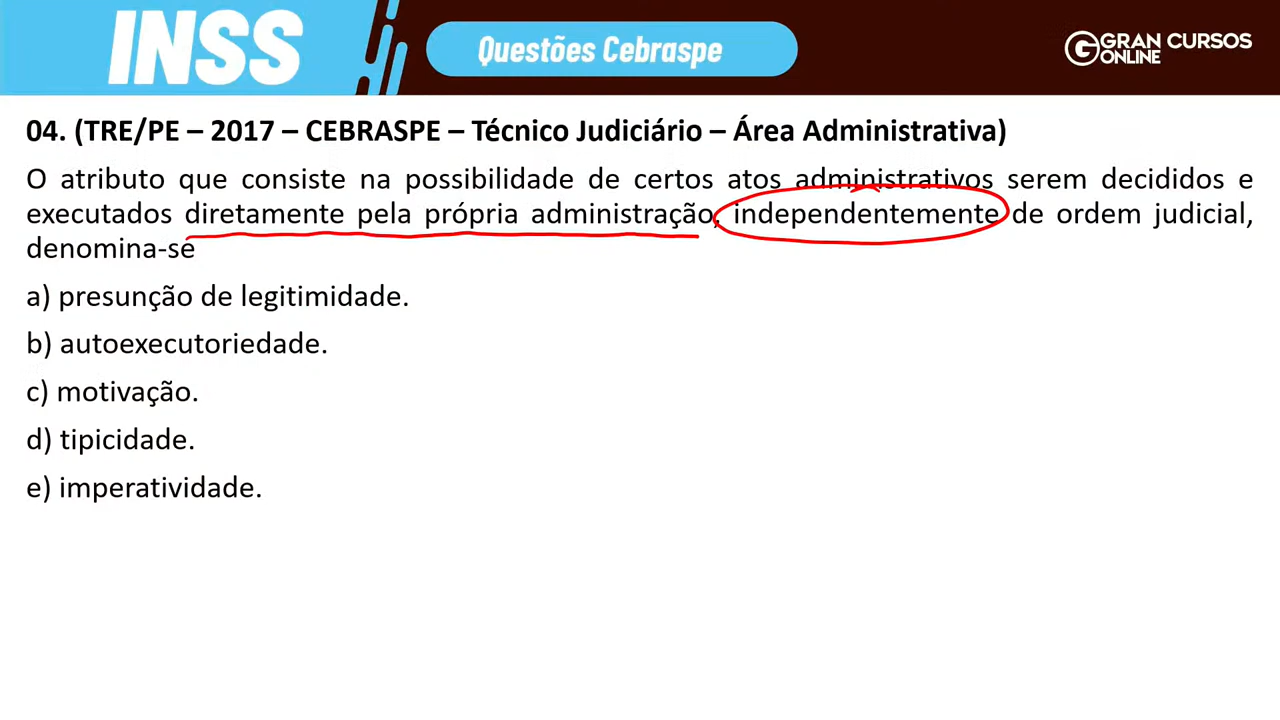 INSS
Questões Cebraspe
GRAN CURSOS
ONLINE
04. (TRE/PE – 2017 – CEBRASPE – Técnico Judiciário – Área Administrativa)
O atributo que consiste na possibilidade de certos atos administrativos serem decididos e
executados diretamente pela própria administração, independentemente de ordem judicial,
denomina-se
a) presunção de legitimidade.
b) autoexecutoriedade.
c) motivação.
d) tipicidade.
e) imperatividade.